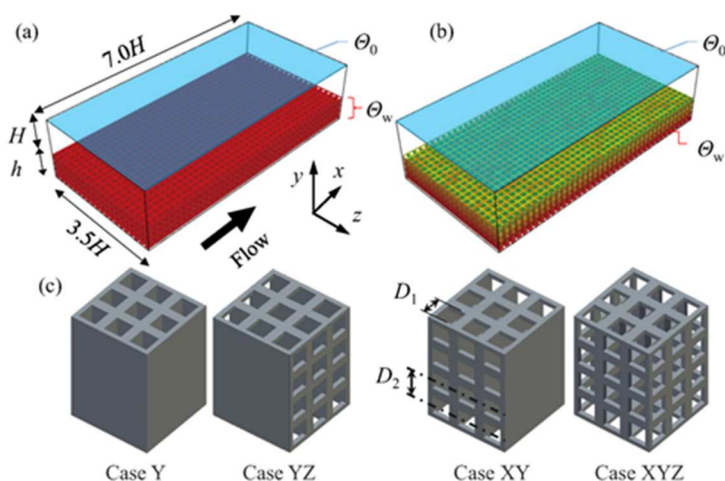 (a)
7.0H
Θ0
Θw
H
h
3.5H
Flow
y
x
z
(b)
Θ0
Θw
(c)
D1
D2
Case Y
Case YZ
Case XY
Case XYZ